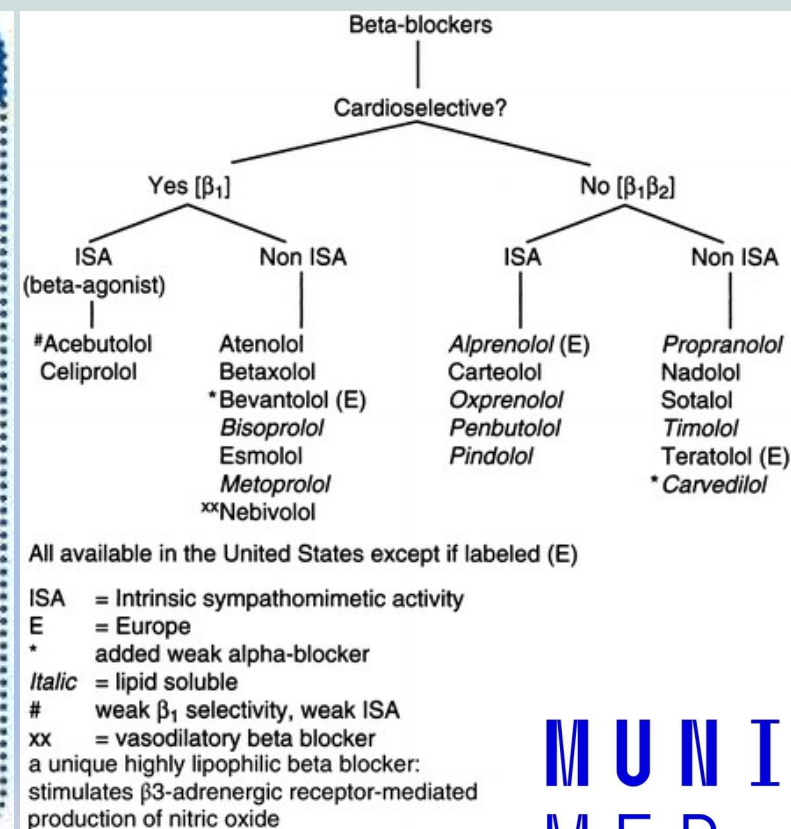 Beta-blockers
Cardioselective?
Yes [β₁]
No [β₁β₂]
ISA
(beta-agonist)
Non ISA
ISA
Non ISA
#Acebutolol
Celiprolol
Atenolol
Betaxolol
*Bevantolol (E)
Bisoprolol
Esmolol
Metoprolol
xxNebivolol
Alprenolol (E)
Carteolol
Oxprenolol
Penbutolol
Pindolol
Propranolol
Nadolol
Sotalol
Timolol
Teratolol (E)
*Carvedilol
All available in the United States except if labeled (E)
ISA = Intrinsic sympathomimetic activity
E = Europe
* added weak alpha-blocker
Italic = lipid soluble
# weak β₁ selectivity, weak ISA
xx = vasodilatory beta blocker
a unique highly lipophilic beta blocker:
stimulates β3-adrenergic receptor-mediated
production of nitric oxide
MUNI